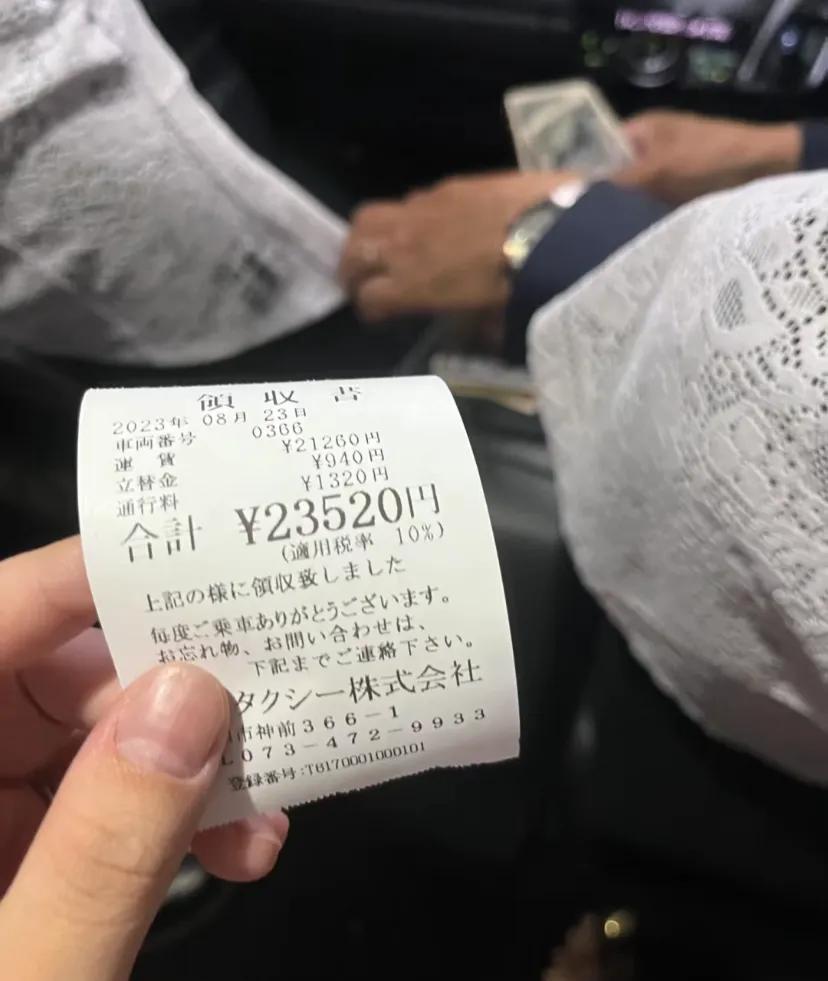 領収書
2023年 08月 23日
車両番号 0366
運 賃 ¥21260円
立替金 ¥940円
通行料 ¥1320円
合計 ¥23520円
(適用税率 10%)
上記の様に領収致しました
毎度ご乗車ありがとうございます。
お忘れ物、お問い合わせは、
下記までご連絡下さい。
タクシー株式会社
市神前366-1
L073-472-9933
登録番号:T6170001000101